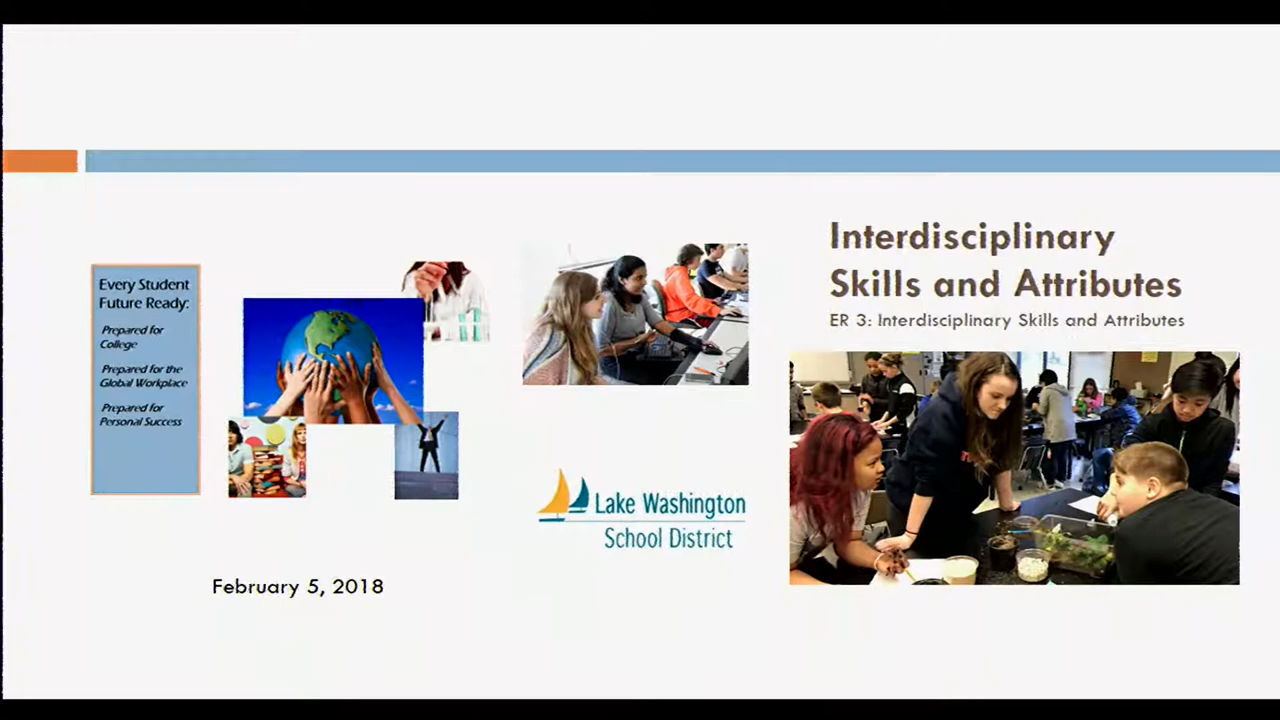 Interdisciplinary
Skills and Attributes
ER 3: Interdisciplinary Skills and Attributes
Every Student
Future Ready:
Prepared for
College
Prepared for the
Global Workplace
Prepared for
Personal Success
Lake Washington
School District
February 5, 2018